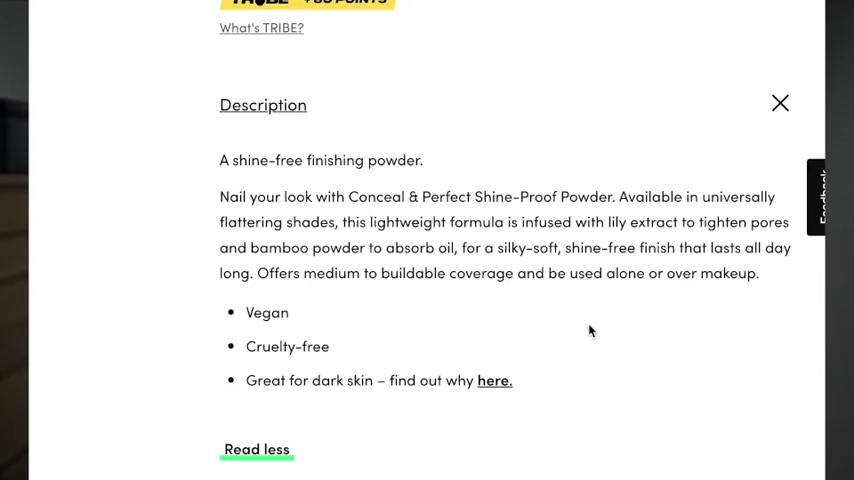 What's TRIBE?
Description
A shine-free finishing powder.
Nail your look with Conceal & Perfect Shine-Proof Powder. Available in universally
flattering shades, this lightweight formula is infused with lily extract to tighten pores
and bamboo powder to absorb oil, for a silky-soft, shine-free finish that lasts all day
long. Offers medium to buildable coverage and be used alone or over makeup.
• Vegan
• Cruelty-free
• Great for dark skin – find out why here.
Read less
Feedback